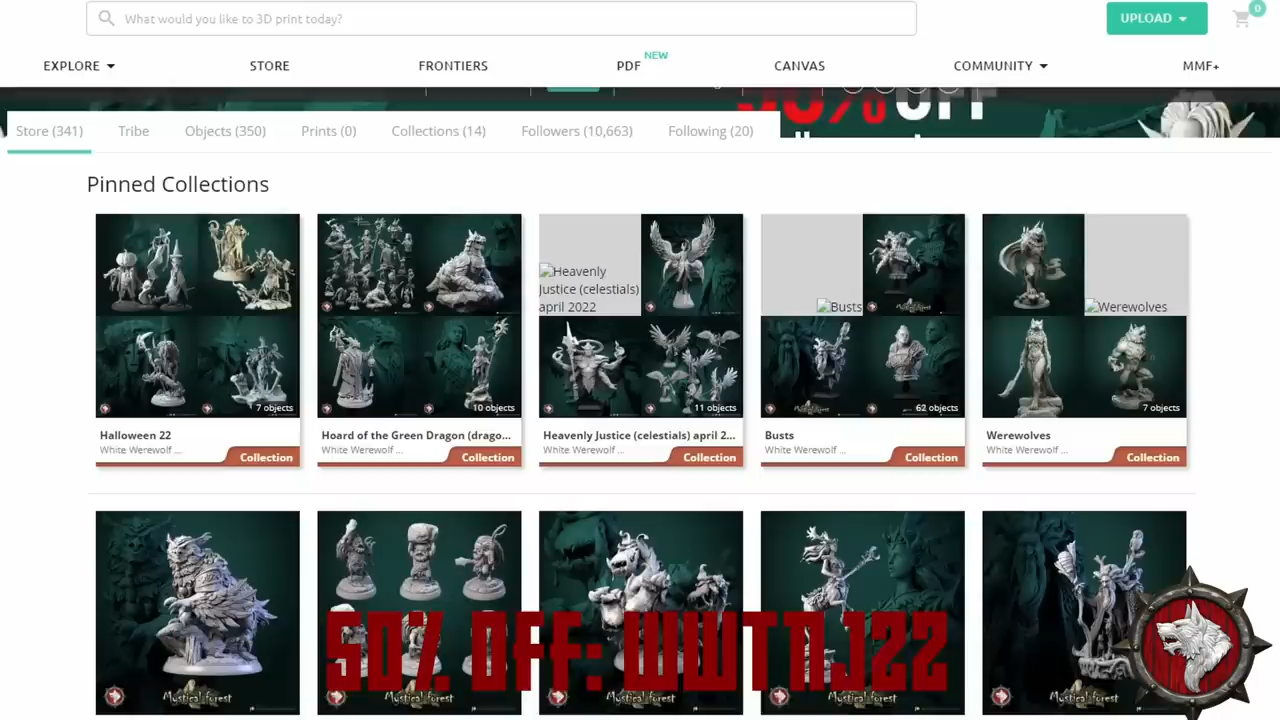 What would you like to 3D print today?
UPLOAD
0
EXPLORE
STORE
FRONTIERS
PDF
NEW
CANVAS
COMMUNITY
MMF+
OFF
Store (341)
Tribe
Objects (350)
Prints (0)
Collections (14)
Followers (10,663)
Following (20)
Pinned Collections
Heavenly
Justice (celestials)
april 2022
Busts
Werewolves
7 objects
10 objects
11 objects
62 objects
7 objects
Halloween 22
White Werewolf ...
Collection
Hoard of the Green Dragon (drago...
White Werewolf ...
Collection
Heavenly Justice (celestials) april 2...
White Werewolf ...
Collection
Busts
White Werewolf ...
Collection
Werewolves
White Werewolf ...
Collection
50% OFF: WWTNJ22
Mystical forest
Mystical forest
Mystical forest
Mystical forest
Mystical forest